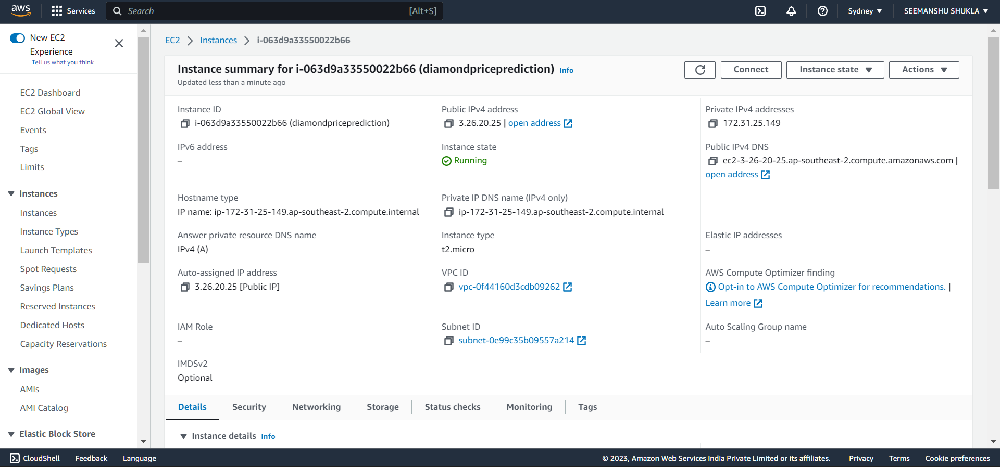 aws
Services
Search
[Alt+S]
Sydney ▼
SEEMANSHU SHUKLA ▼
New EC2
Experience
Tell us what you think
EC2 Dashboard
EC2 Global View
Events
Tags
Limits
▼ Instances
Instances
Instance Types
Launch Templates
Spot Requests
Savings Plans
Reserved Instances
Dedicated Hosts
Capacity Reservations
▼ Images
AMIs
AMI Catalog
▼ Elastic Block Store
EC2 > Instances > i-063d9a33550022b66
Instance summary for i-063d9a33550022b66 (diamondpriceprediction) Info
Updated less than a minute ago
Connect
Instance state ▼
Actions ▼
Instance ID
i-063d9a33550022b66 (diamondpriceprediction)
Public IPv4 address
3.26.20.25 | open address
Private IPv4 addresses
172.31.25.149
IPv6 address
–
Instance state
Running
Public IPv4 DNS
ec2-3-26-20-25.ap-southeast-2.compute.amazonaws.com |
open address
Hostname type
IP name: ip-172-31-25-149.ap-southeast-2.compute.internal
Private IP DNS name (IPv4 only)
ip-172-31-25-149.ap-southeast-2.compute.internal
Answer private resource DNS name
IPv4 (A)
Instance type
t2.micro
Elastic IP addresses
–
Auto-assigned IP address
3.26.20.25 [Public IP]
VPC ID
vpc-0f44160d3cdb09262
AWS Compute Optimizer finding
Opt-in to AWS Compute Optimizer for recommendations. |
Learn more
IAM Role
–
Subnet ID
subnet-0e99c35b09557a214
Auto Scaling Group name
–
IMDSv2
Optional
Details
Security
Networking
Storage
Status checks
Monitoring
Tags
▼ Instance details Info
CloudShell
Feedback
Language
© 2023, Amazon Web Services India Private Limited or its affiliates.
Privacy
Terms
Cookie preferences